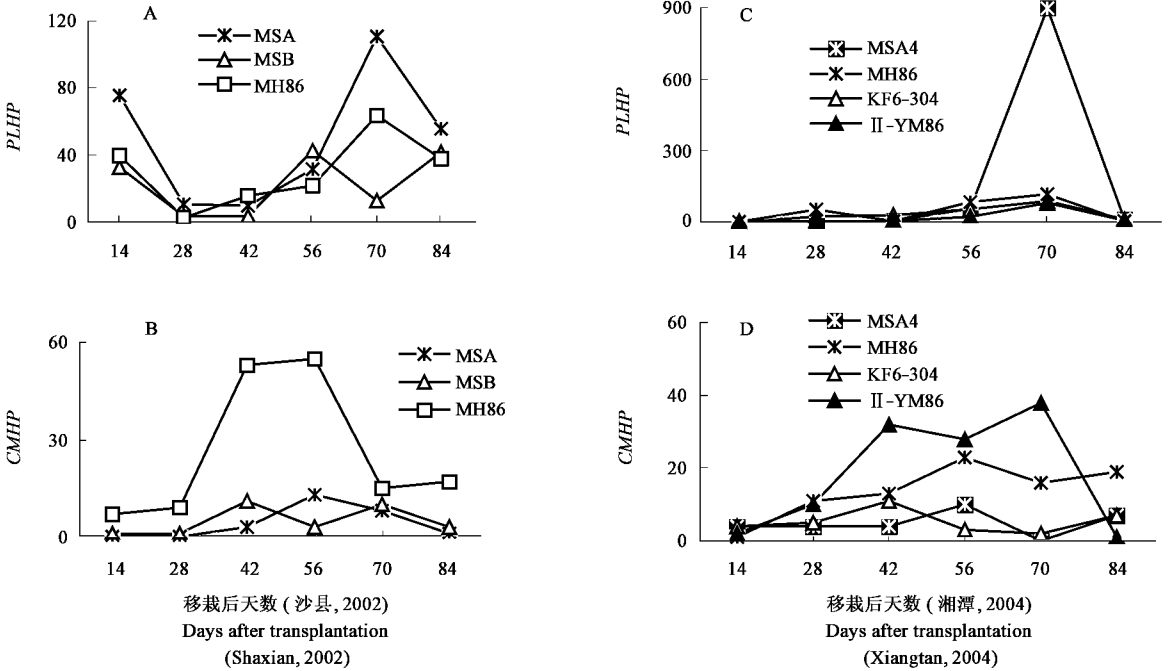 A
120
80
40
0
PLHP
MSA
MSB
MH86
14 28 42 56 70 84
C
900
600
300
0
PLHP
MSA4
MH86
KF6-304
Ⅱ-YM86
14 28 42 56 70 84
B
60
30
0
CMHP
MSA
MSB
MH86
14 28 42 56 70 84
移栽后天数 ( 沙县, 2002)
Days after transplantation
(Shaxian, 2002)
D
60
40
20
0
CMHP
MSA4
MH86
KF6-304
Ⅱ-YM86
14 28 42 56 70 84
移栽后天数 ( 湘潭, 2004)
Days after transplantation
(Xiangtan, 2004)